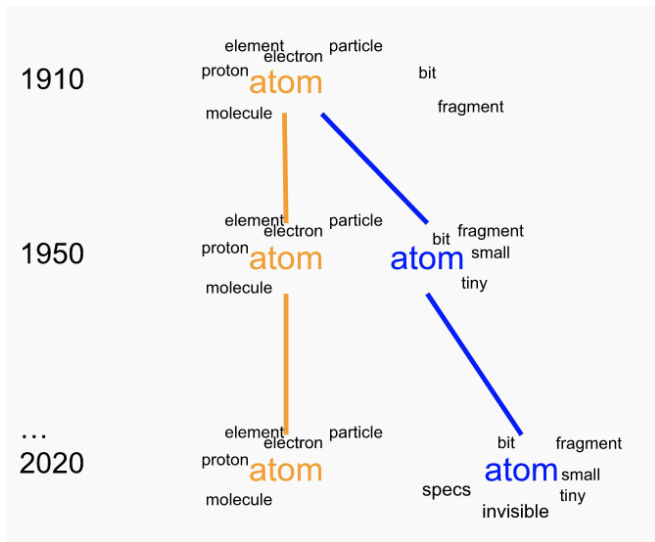 element particle
electron
1910 proton atom bit
molecule fragment
element particle
electron
1950 proton atom
molecule
fragment
bit
atom small
tiny
...
2020
element particle
electron
proton atom
molecule
bit fragment
atom small
specs tiny
invisible